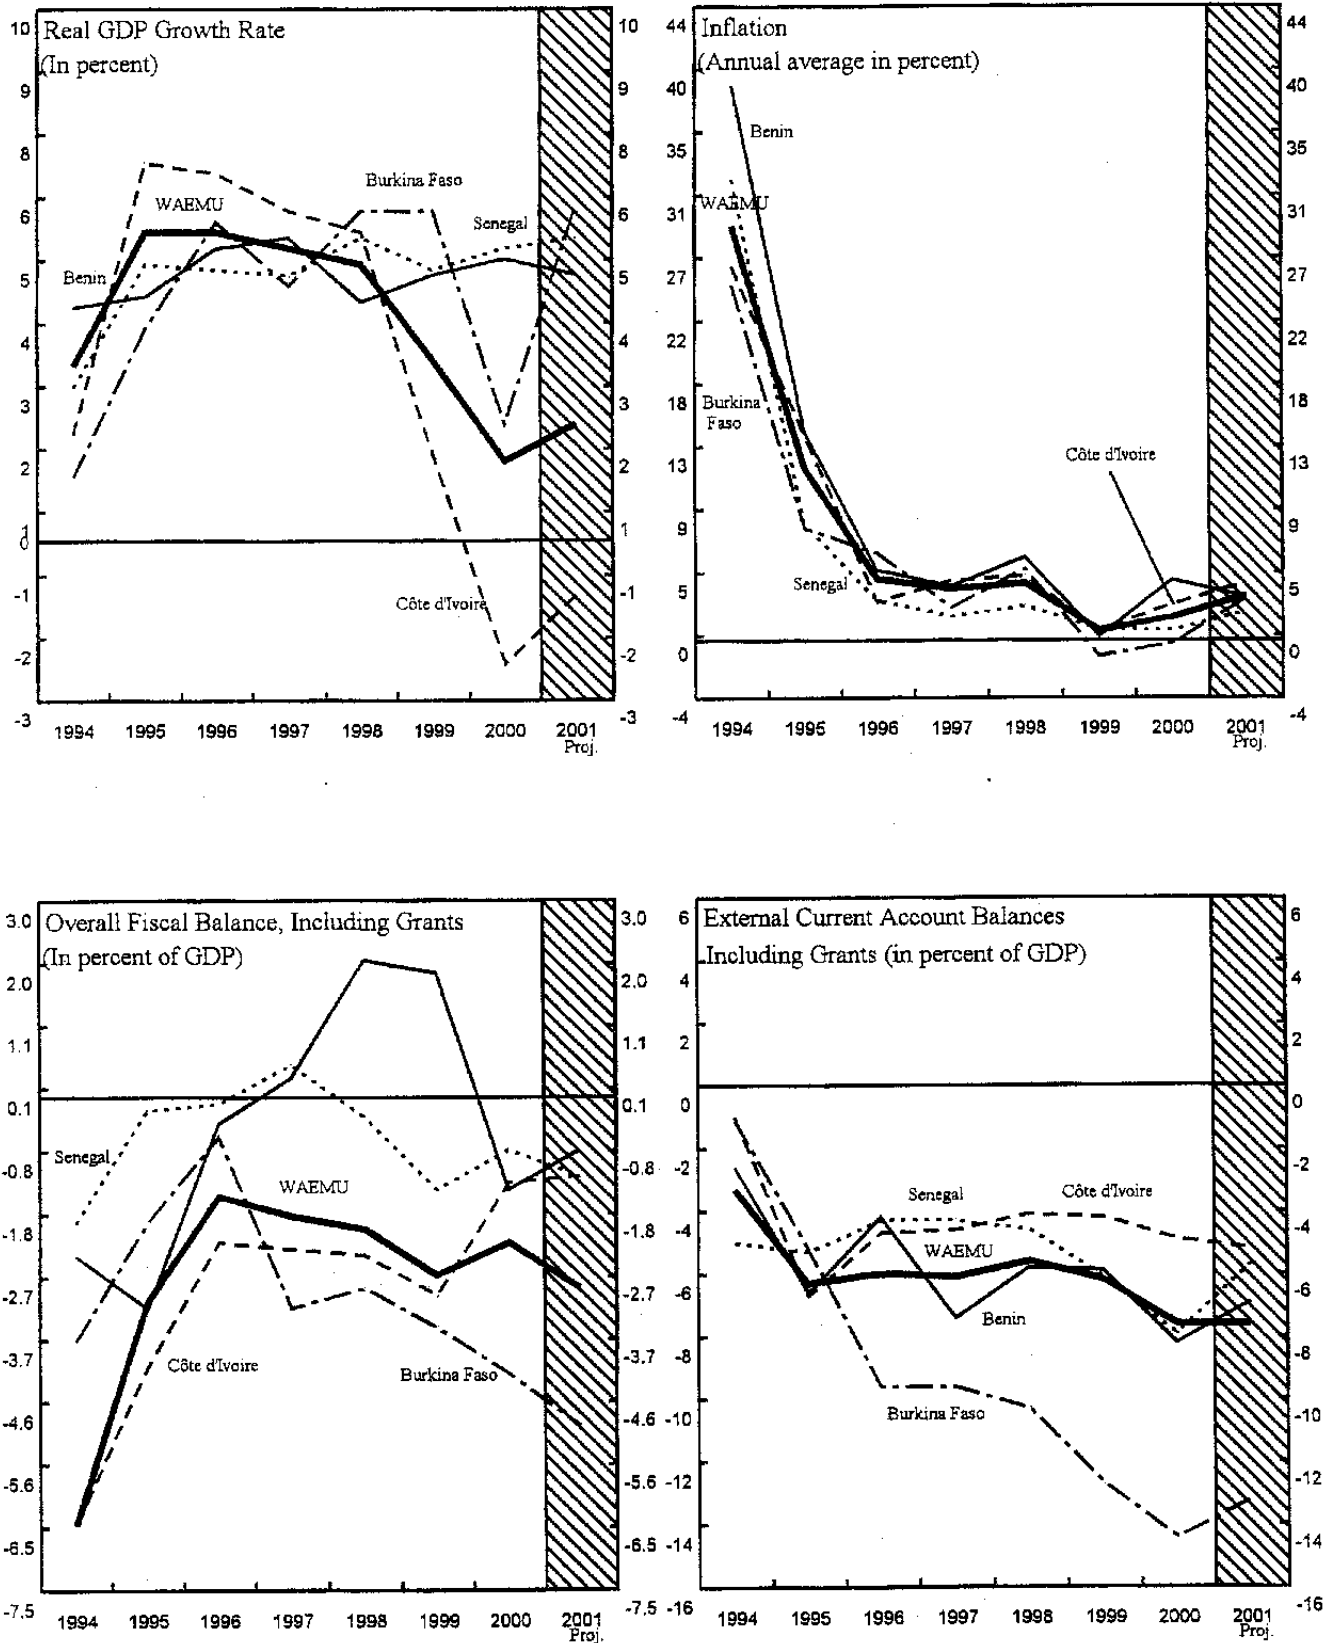 Real GDP Growth Rate
(In percent)
10
9
8
6
5
4
3
2
1
0
-1
-2
-3
10
9
8
6
5
4
3
2
1
-1
-2
-3
Burkina Faso
WAEMU
Senegal
Benin
Côte d'Ivoire
1994 1995 1996 1997 1998 1999 2000 2001
Proj.
Inflation
(Annual average in percent)
44
40
35
31
27
22
18
13
9
5
0
-4
44
40
35
31
27
22
18
13
9
5
0
-4
Benin
WAEMU
Burkina
Faso
Côte d'Ivoire
Senegal
1994 1995 1996 1997 1998 1999 2000 2001
Proj.
Overall Fiscal Balance, Including Grants
(In percent of GDP)
3.0
2.0
1.1
0.1
-0.8
-1.8
-2.7
-3.7
-4.6
-5.6
-6.5
-7.5
3.0
2.0
1.1
0.1
-0.8
-1.8
-2.7
-3.7
-4.6
-5.6
-6.5
-7.5
Senegal
WAEMU
Côte d'Ivoire
Burkina Faso
1994 1995 1996 1997 1998 1999 2000 2001
Proj.
External Current Account Balances
Including Grants (in percent of GDP)
6
4
2
0
-2
-4
-6
-8
-10
-12
-14
-16
6
4
2
0
-2
-4
-6
-8
-10
-12
-14
-16
Senegal
Côte d'Ivoire
WAEMU
Benin
Burkina Faso
1994 1995 1996 1997 1998 1999 2000 2001
Proj.